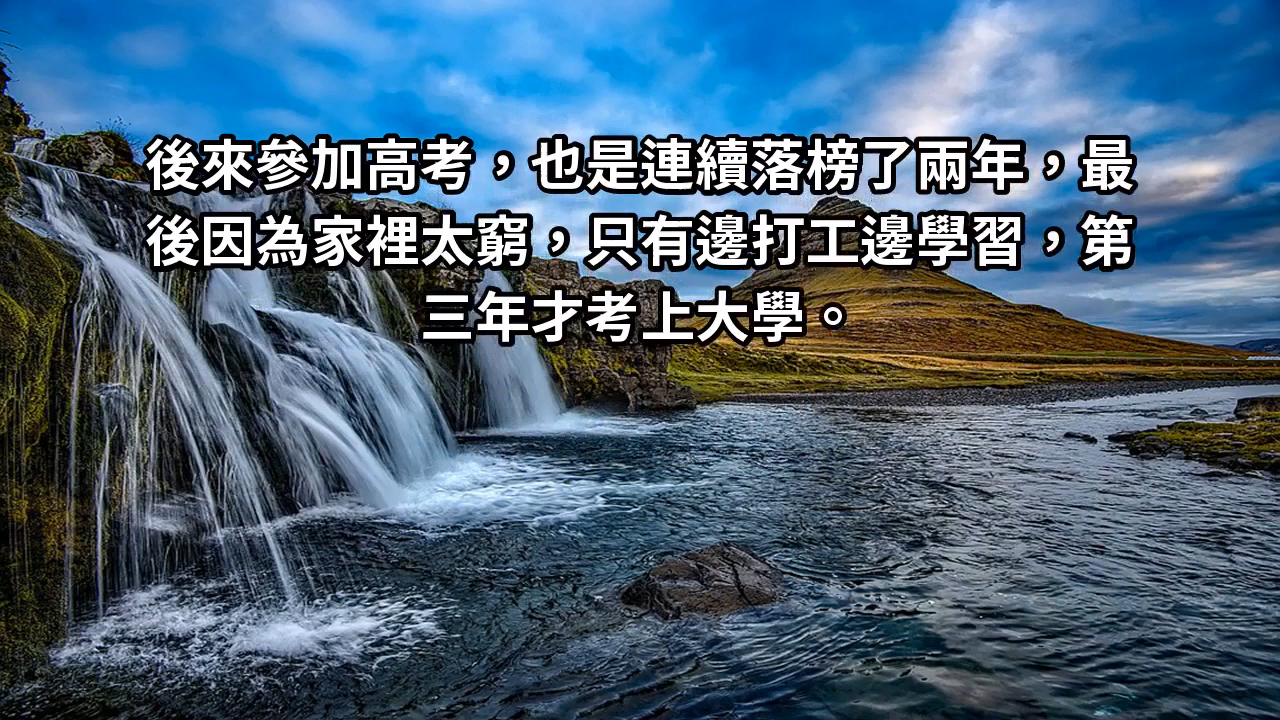 後來參加高考，也是連續落榜了兩年，最
後因為家裡太窮，只有邊打工邊學習，第
三年才考上大學。